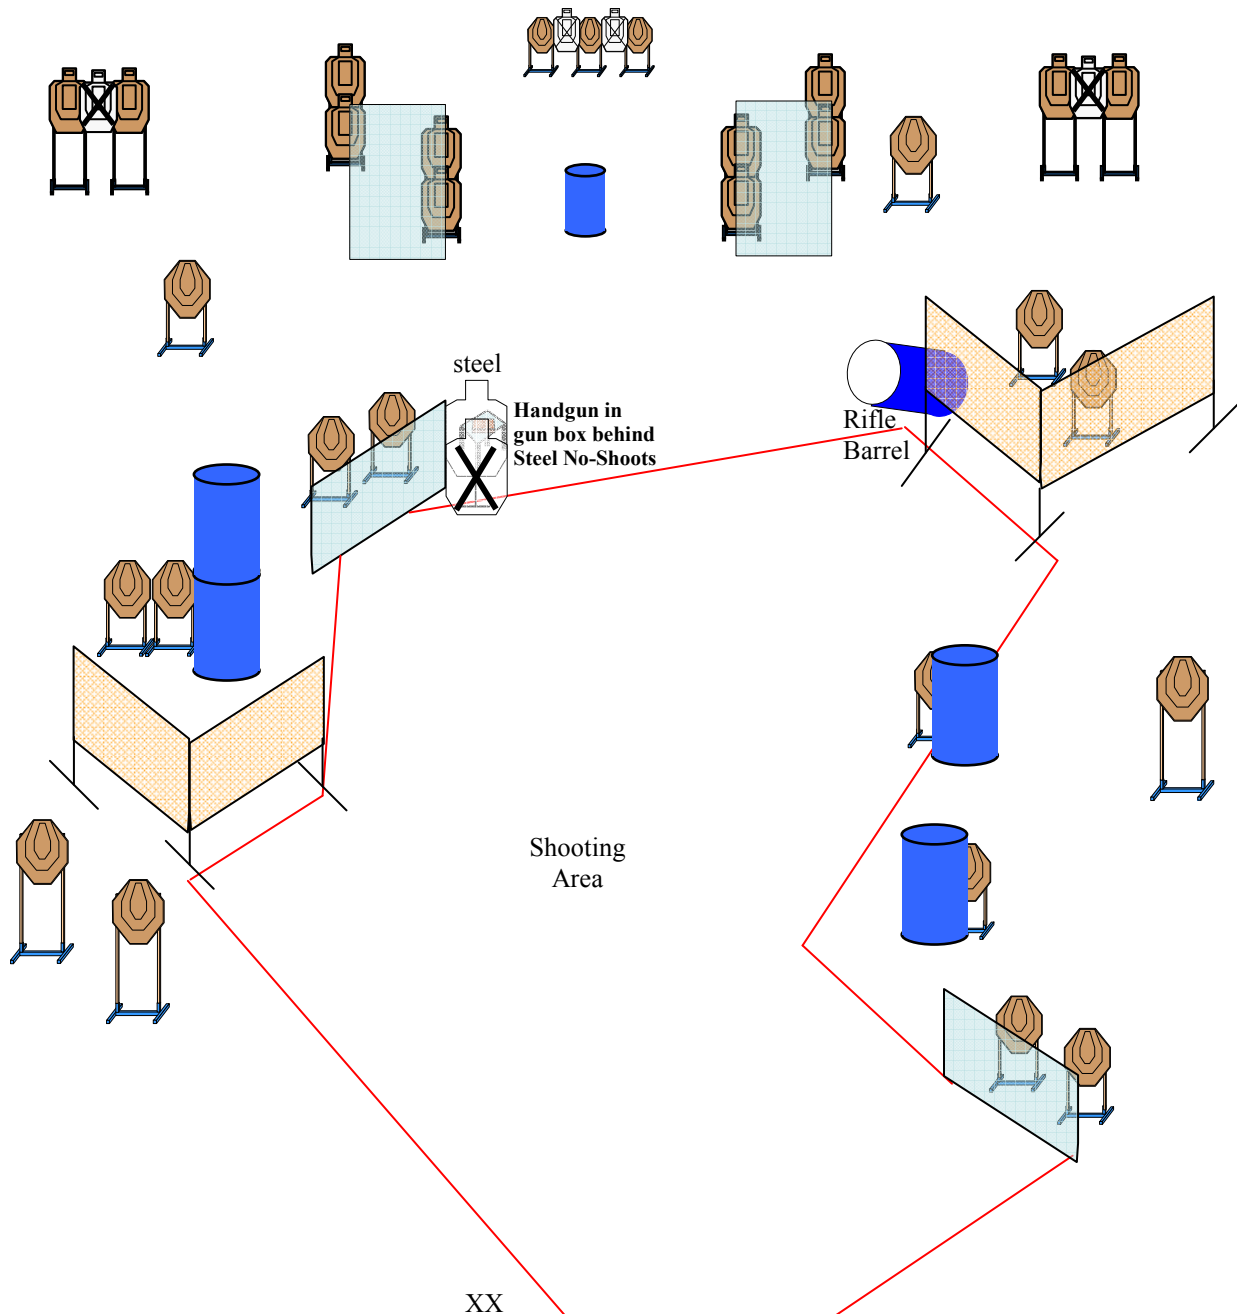 steel
Handgun in
gun box behind
Steel No-Shoots
Rifle
Barrel
Shooting
Area
XX